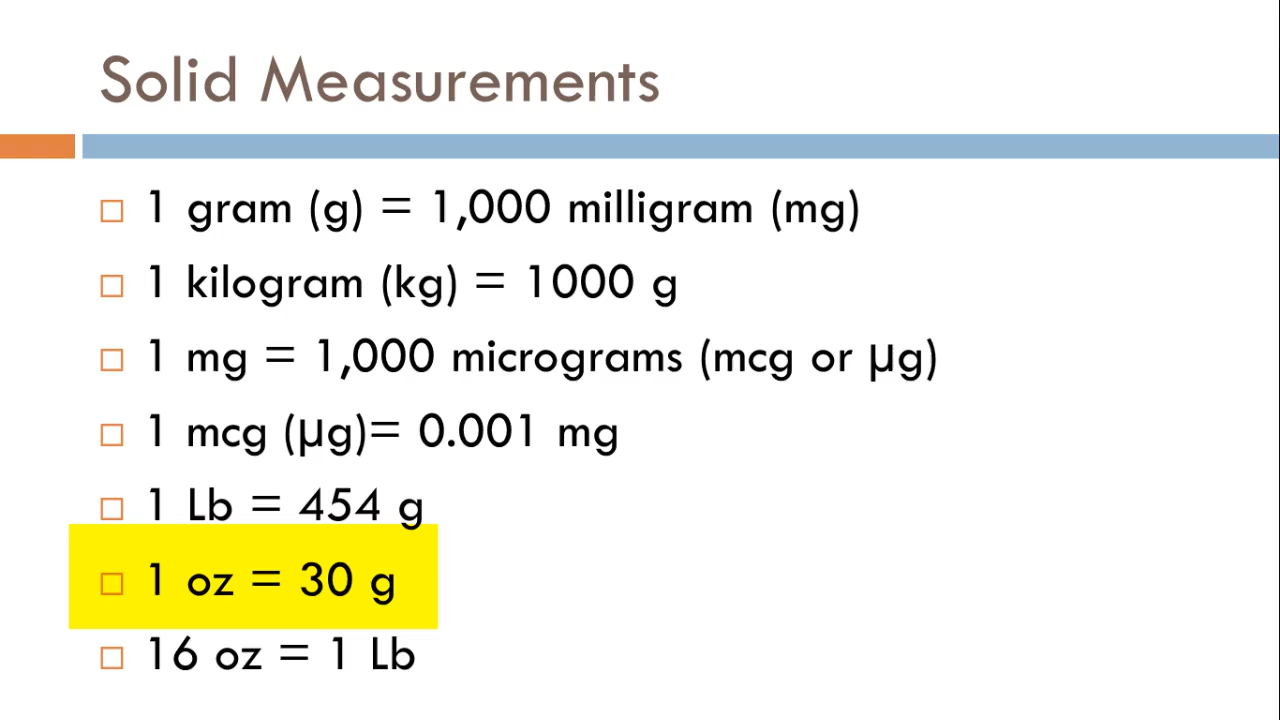 Solid Measurements
1 gram (g) = 1,000 milligram (mg)
1 kilogram (kg) = 1000 g
1 mg = 1,000 micrograms (mcg or µg)
1 mcg (µg)= 0.001 mg
1 Lb = 454 g
1 oz = 30 g
16 oz = 1 Lb